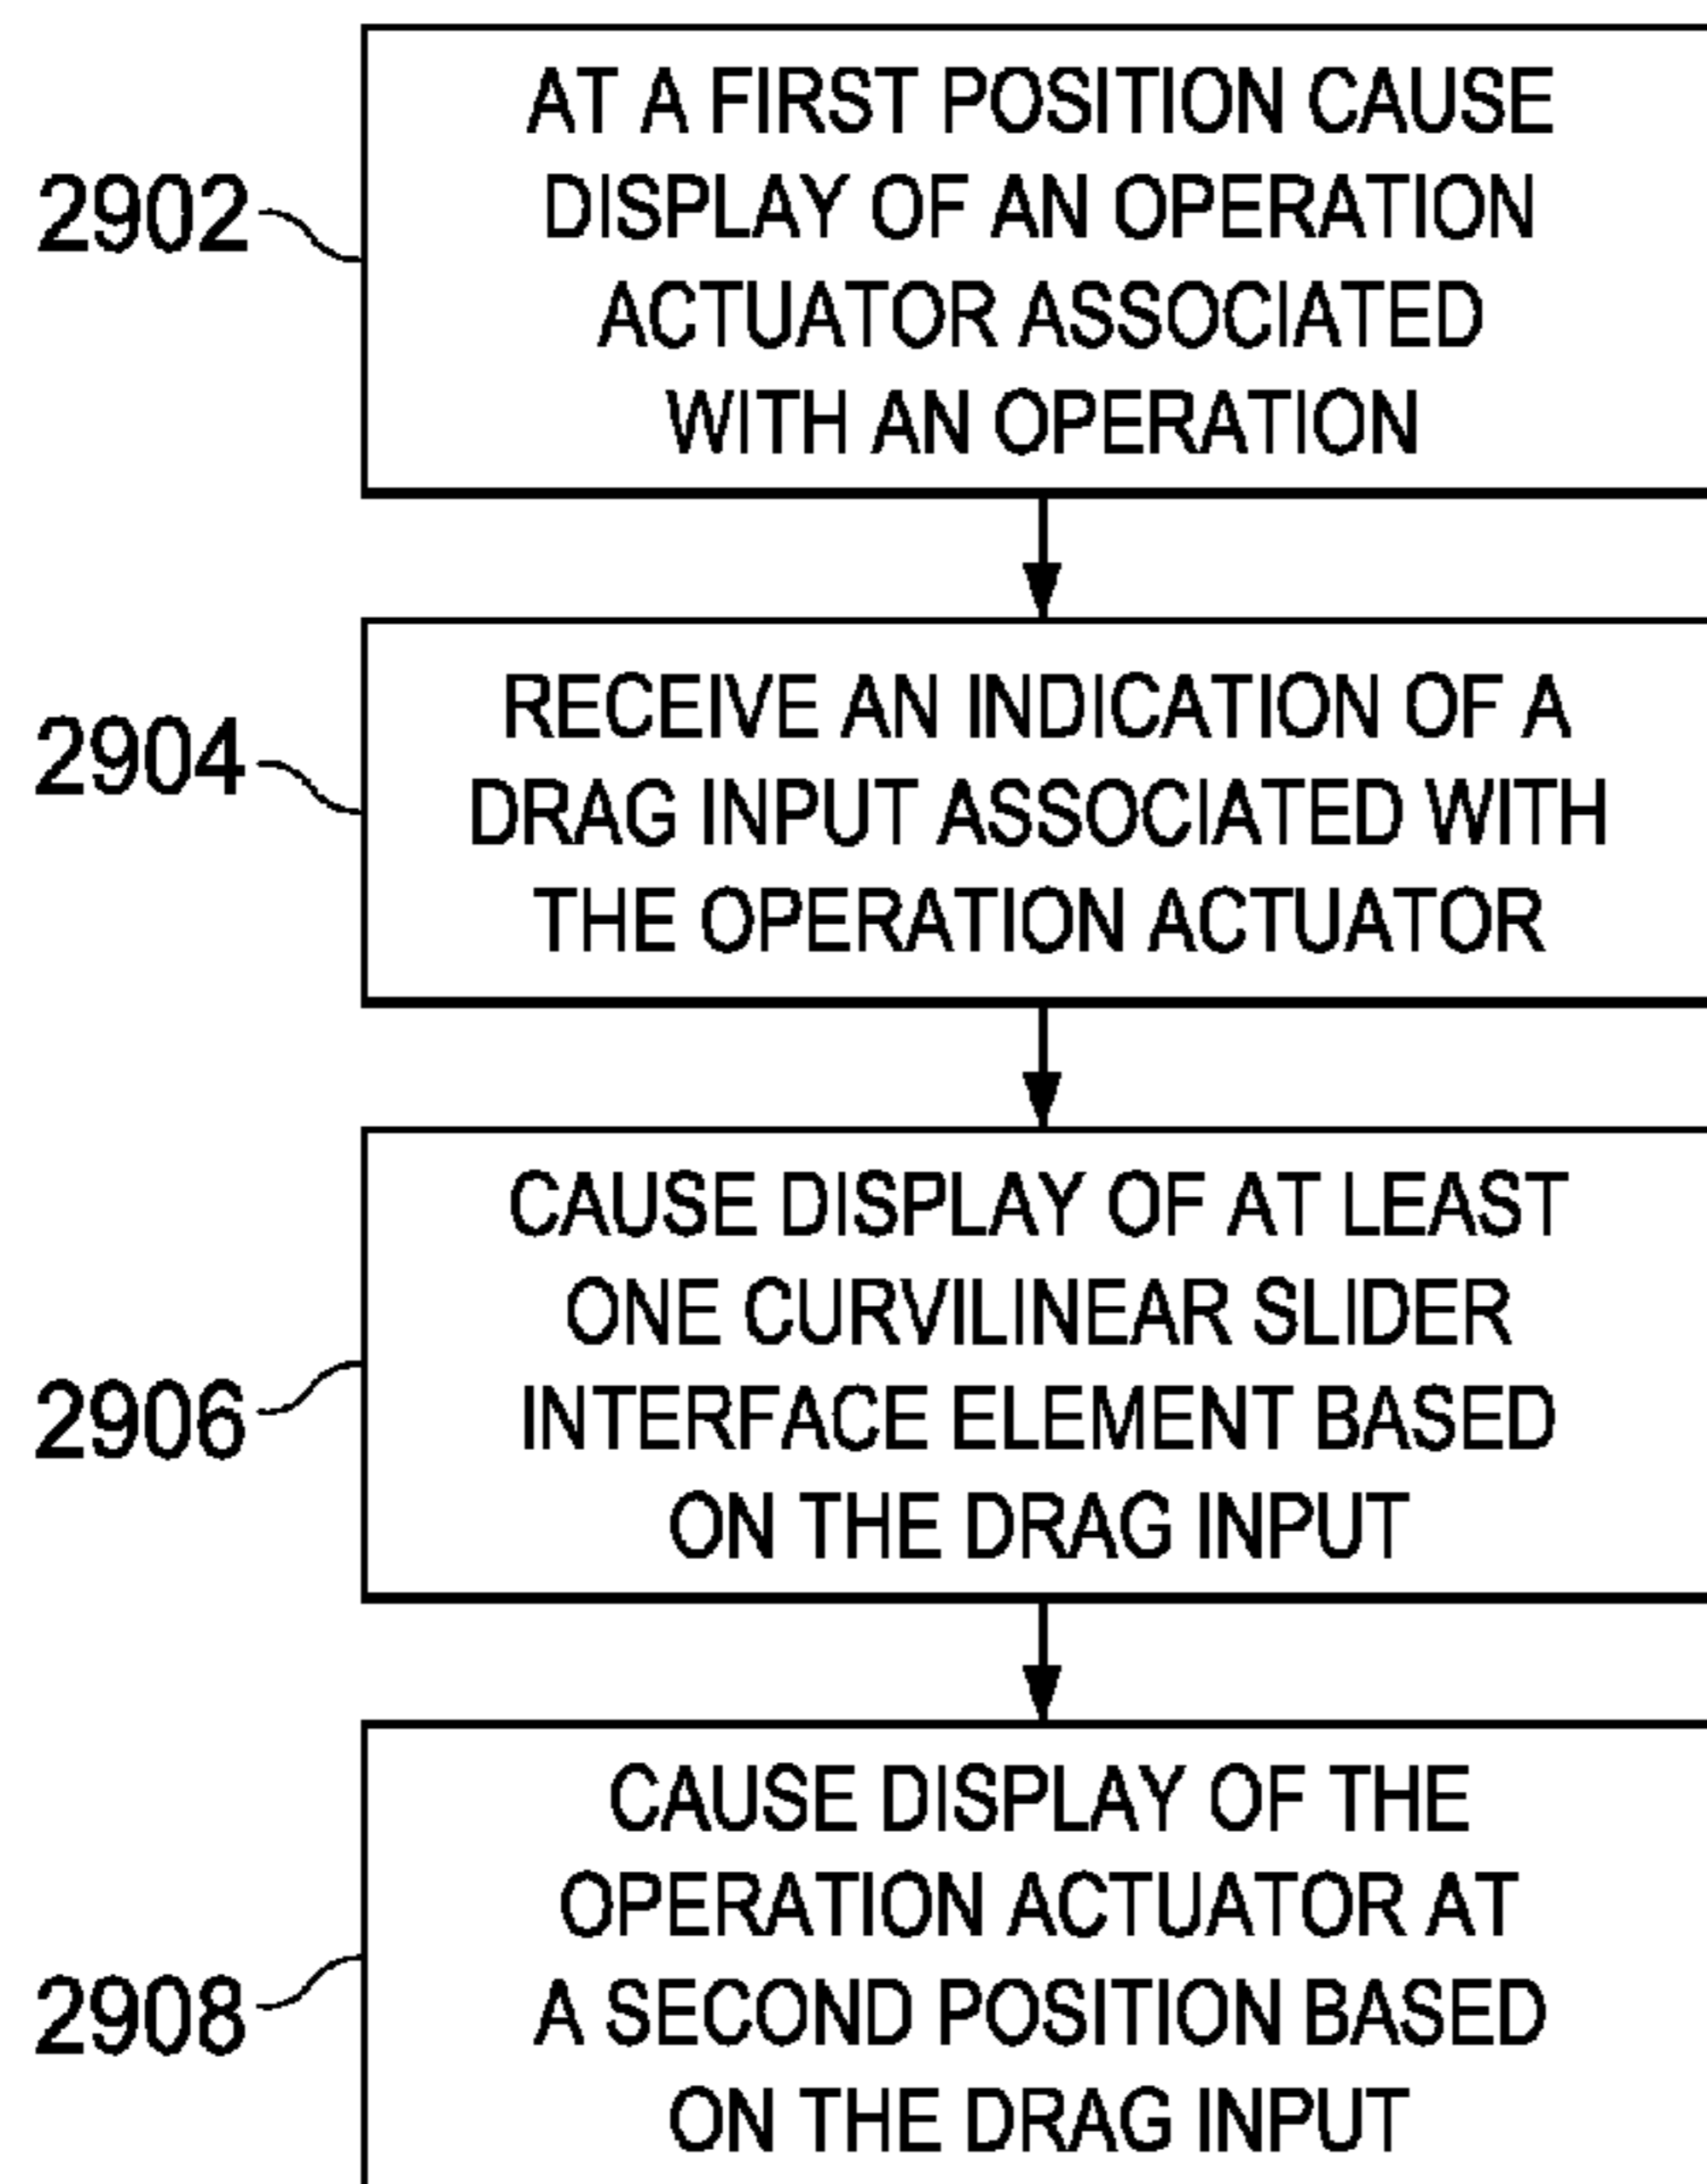 AT A FIRST POSITION CAUSE
DISPLAY OF AN OPERATION
ACTUATOR ASSOCIATED
WITH AN OPERATION
2902
RECEIVE AN INDICATION OF A
DRAG INPUT ASSOCIATED WITH
THE OPERATION ACTUATOR
2904
CAUSE DISPLAY OF AT LEAST
ONE CURVILINEAR SLIDER
INTERFACE ELEMENT BASED
ON THE DRAG INPUT
2906
CAUSE DISPLAY OF THE
OPERATION ACTUATOR AT
A SECOND POSITION BASED
ON THE DRAG INPUT
2908